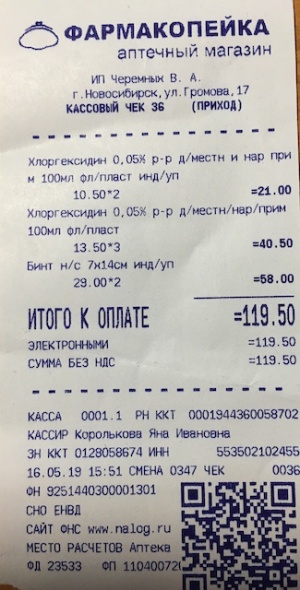 ФАРМАКОПЕЙКА
аптечный магазин
ИП Черемных В. А.
г.Новосибирск,ул.Громова,17
КАССОВЫЙ ЧЕК 36 (ПРИХОД)
Хлоргексидин 0,05% р-р д/местн и нар при
м 100мл фл/пласт инд/уп
10.50*2 =21.00
Хлоргексидин 0,05% р-р д/местн/нар/прим
100мл фл/пласт
13.50*3 =40.50
Бинт н/с 7х14см инд/уп
29.00*2 =58.00
ИТОГО К ОПЛАТЕ =119.50
ЭЛЕКТРОННЫМИ =119.50
СУММА БЕЗ НДС =119.50
КАССА 0001.1 РН ККТ 0001944360058702
КАССИР Королькова Яна Ивановна
ЗН ККТ 0128058674 ИНН 553502102455
16.05.19 15:51 СМЕНА 0347 ЧЕК 0036
ФН 9251440300001301
СНО ЕНВД
САЙТ ФНС www.nalog.ru
МЕСТО РАСЧЕТОВ Аптека
ФД 23533 ФП